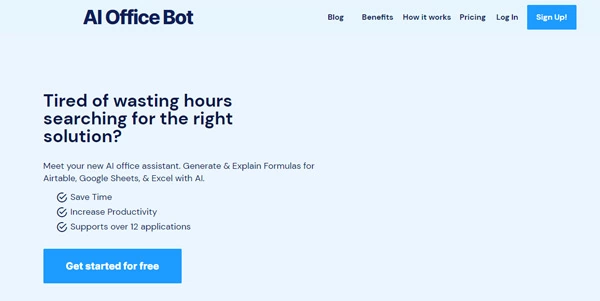 AI Office Bot
Blog Benefits How it works Pricing Log In Sign Up!
Tired of wasting hours
searching for the right
solution?
Meet your new AI office assistant. Generate & Explain Formulas for
Airtable, Google Sheets, & Excel with AI.
Save Time
Increase Productivity
Supports over 12 applications
Get started for free